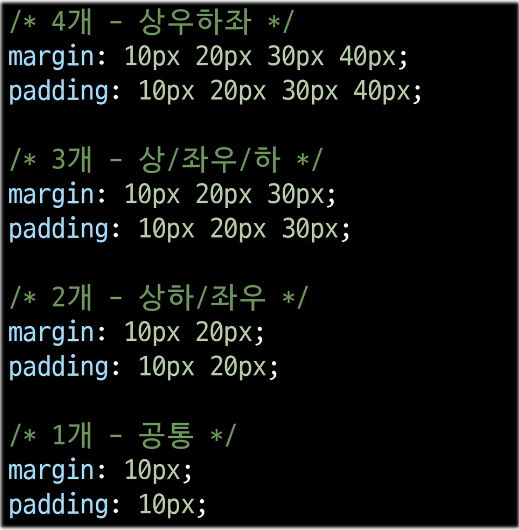 /* 4개 - 상우하좌 */
margin: 10px 20px 30px 40px;
padding: 10px 20px 30px 40px;
/* 3개 - 상/좌우/하 */
margin: 10px 20px 30px;
padding: 10px 20px 30px;
/* 2개 - 상하/좌우 */
margin: 10px 20px;
padding: 10px 20px;
/* 1개 - 공통 */
margin: 10px;
padding: 10px;